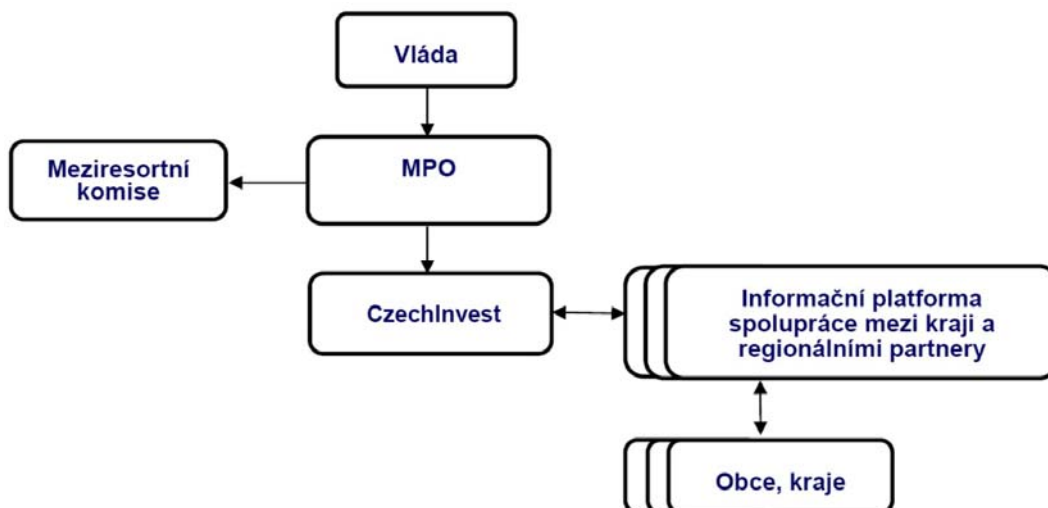 Vláda
MPO
Meziresortní
komise
CzechInvest
Informační platforma
spolupráce mezi kraji a
regionálními partnery
Obce, kraje